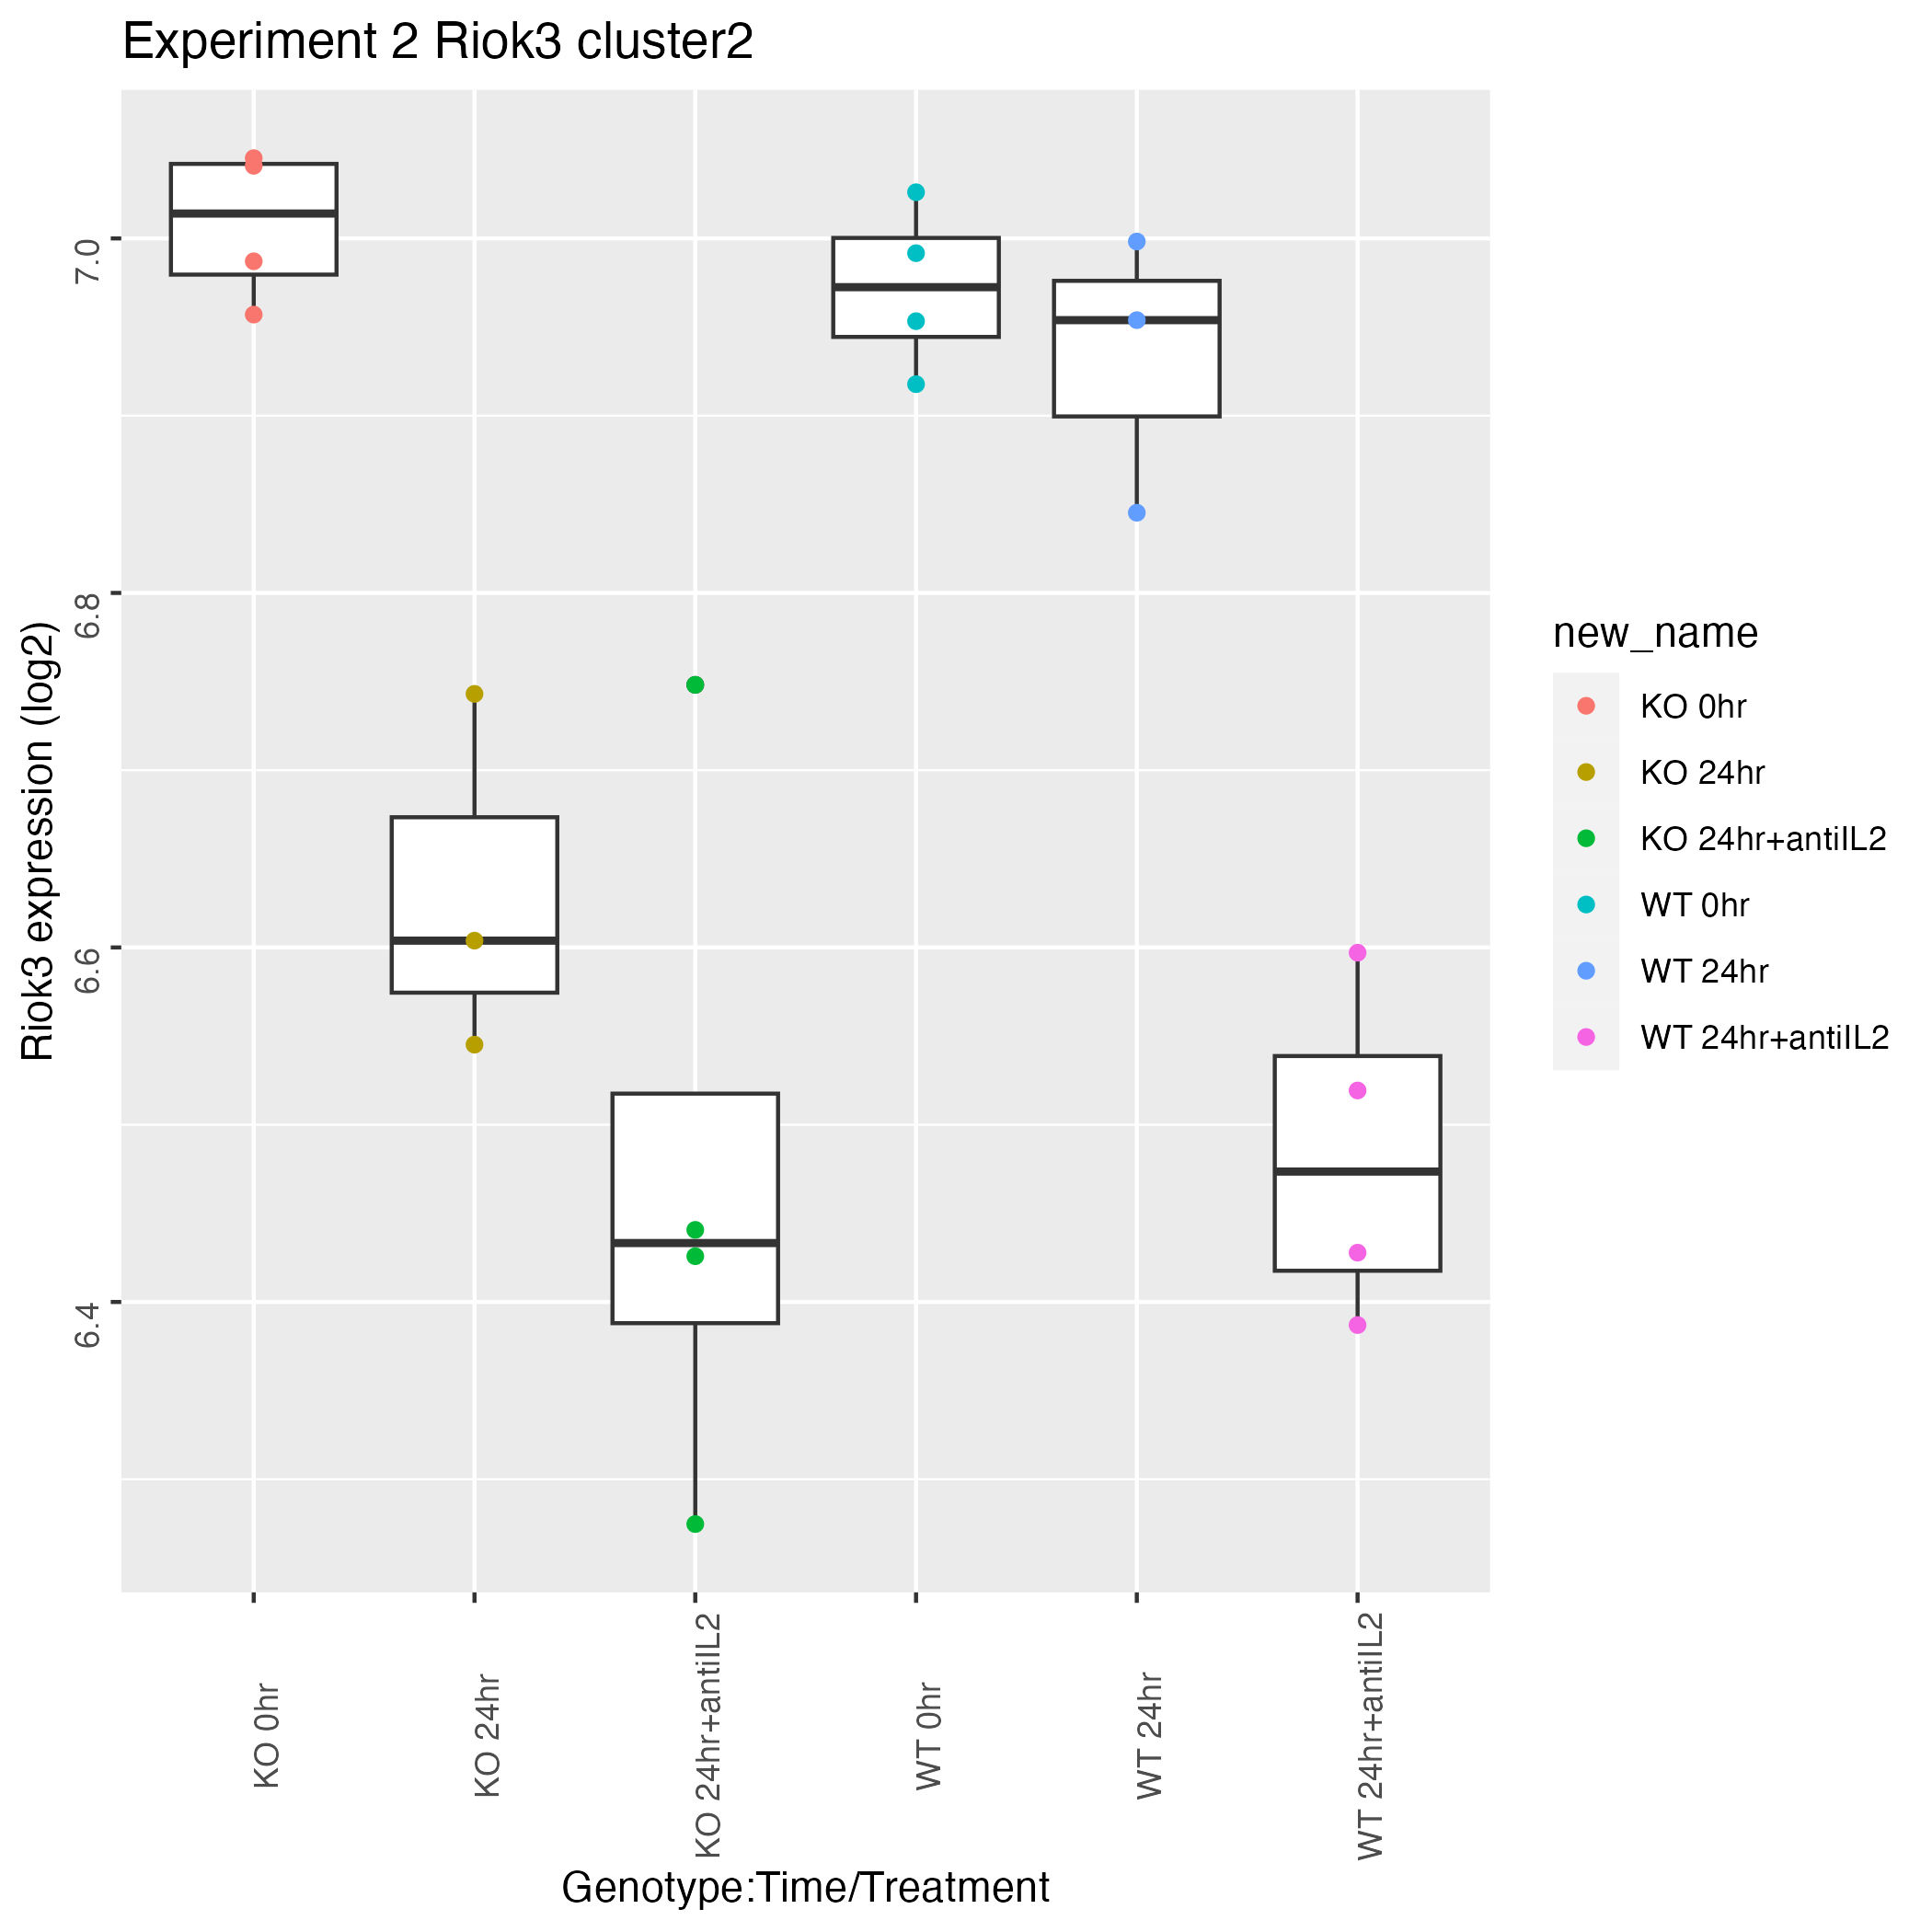 Experiment 2 Riok3 cluster2
Riok3 expression (log2)
7.0
6.8
6.6
6.4
KO 0hr
KO 24hr
KO 24hr+antiIL2
WT 0hr
WT 24hr
WT 24hr+antiIL2
Genotype:Time/Treatment
new_name
KO 0hr
KO 24hr
KO 24hr+antiIL2
WT 0hr
WT 24hr
WT 24hr+antiIL2